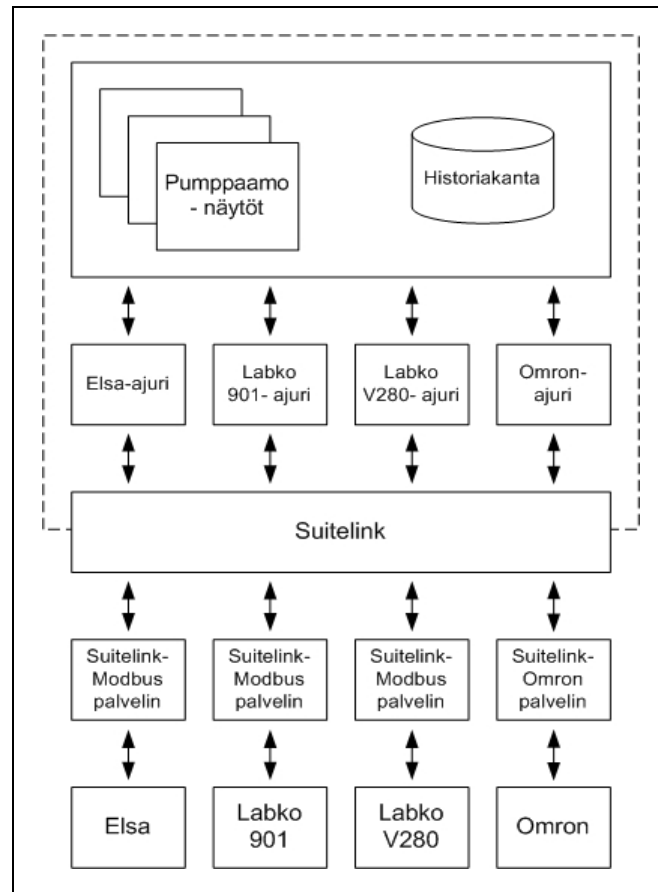 Pumppaamo
- näytöt
Historiakanta
Elsa-ajuri
Labko
901- ajuri
Labko
V280- ajuri
Omron-
ajuri
Suitelink
Suitelink-
Modbus
palvelin
Suitelink-
Modbus
palvelin
Suitelink-
Modbus
palvelin
Suitelink-
Omron
palvelin
Elsa
Labko
901
Labko
V280
Omron